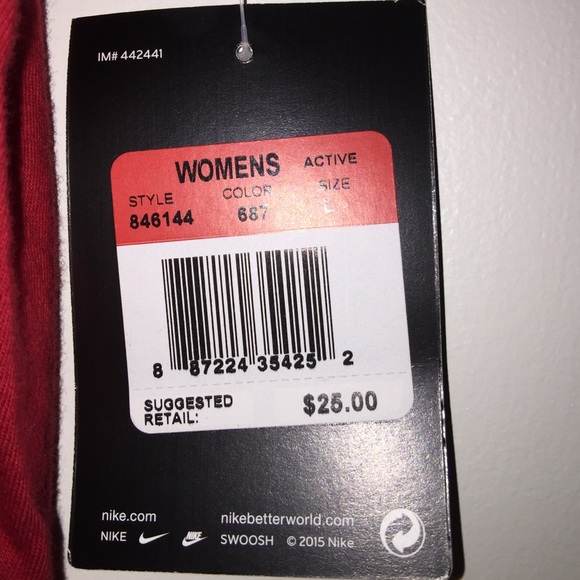 IM# 442441
WOMENS ACTIVE
STYLE COLOR SIZE
846144 687 L
8 87224 35425 2
SUGGESTED
RETAIL: $25.00
nike.com nikebetterworld.com
NIKE SWOOSH © 2015 Nike